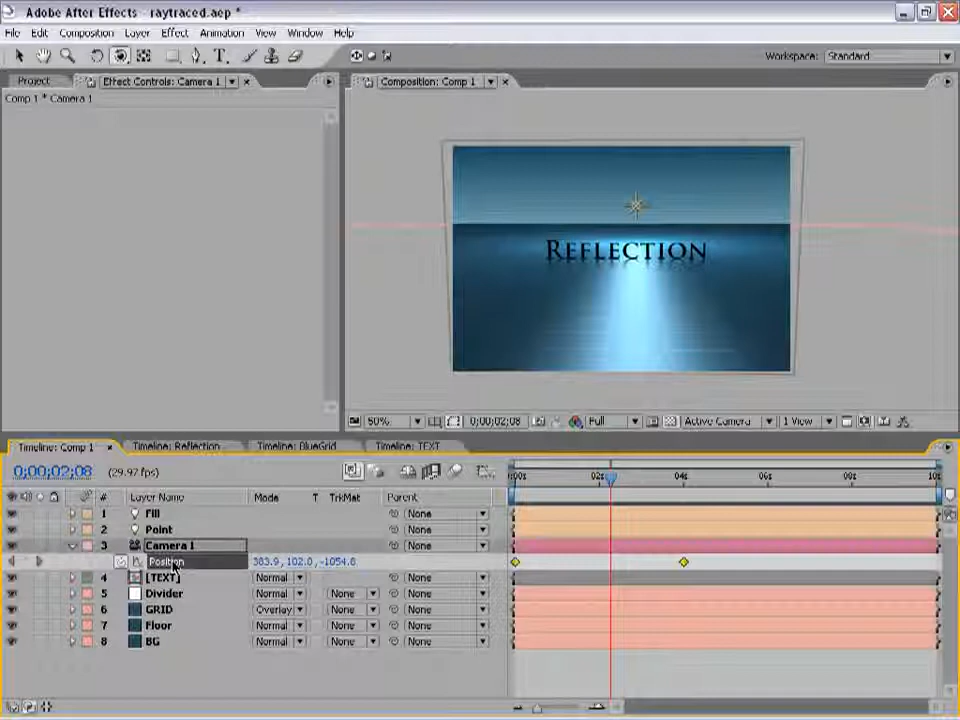 Adobe After Effects - raytraced.aep *
File Edit Composition Layer Effect Animation View Window Help
Workspace: Standard
Project Effect Controls: Camera 1 Composition: Comp 1
Comp 1 * Camera 1
REFLECTION
50% 0;00;02;08 Full Active Camera 1 View
Timeline: Comp 1 Timeline: Reflection Timeline: BlueGrid Timeline: TEXT
0;00;02;08 (29.97 fps)
02s 04s 06s 08s 10s
# Layer Name Mode T TrkMat Parent
1 Fill None
2 Point None
3 Camera 1 None
Position 383.9, 102.0, -1054.6
4 [TEXT] Normal None
5 Divider Normal None None
6 GRID Overlay None None
7 Floor Normal None None
8 BG Normal None None